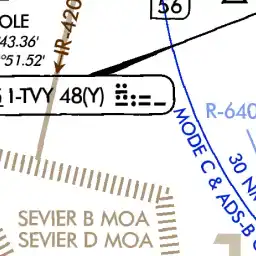 56
OLE
43.36'
°51.52'
IR-420
1-TVY 48(Y)
R-640
MODE C & ADS-B
30 NM
SEVIER B MOA
SEVIER D MOA